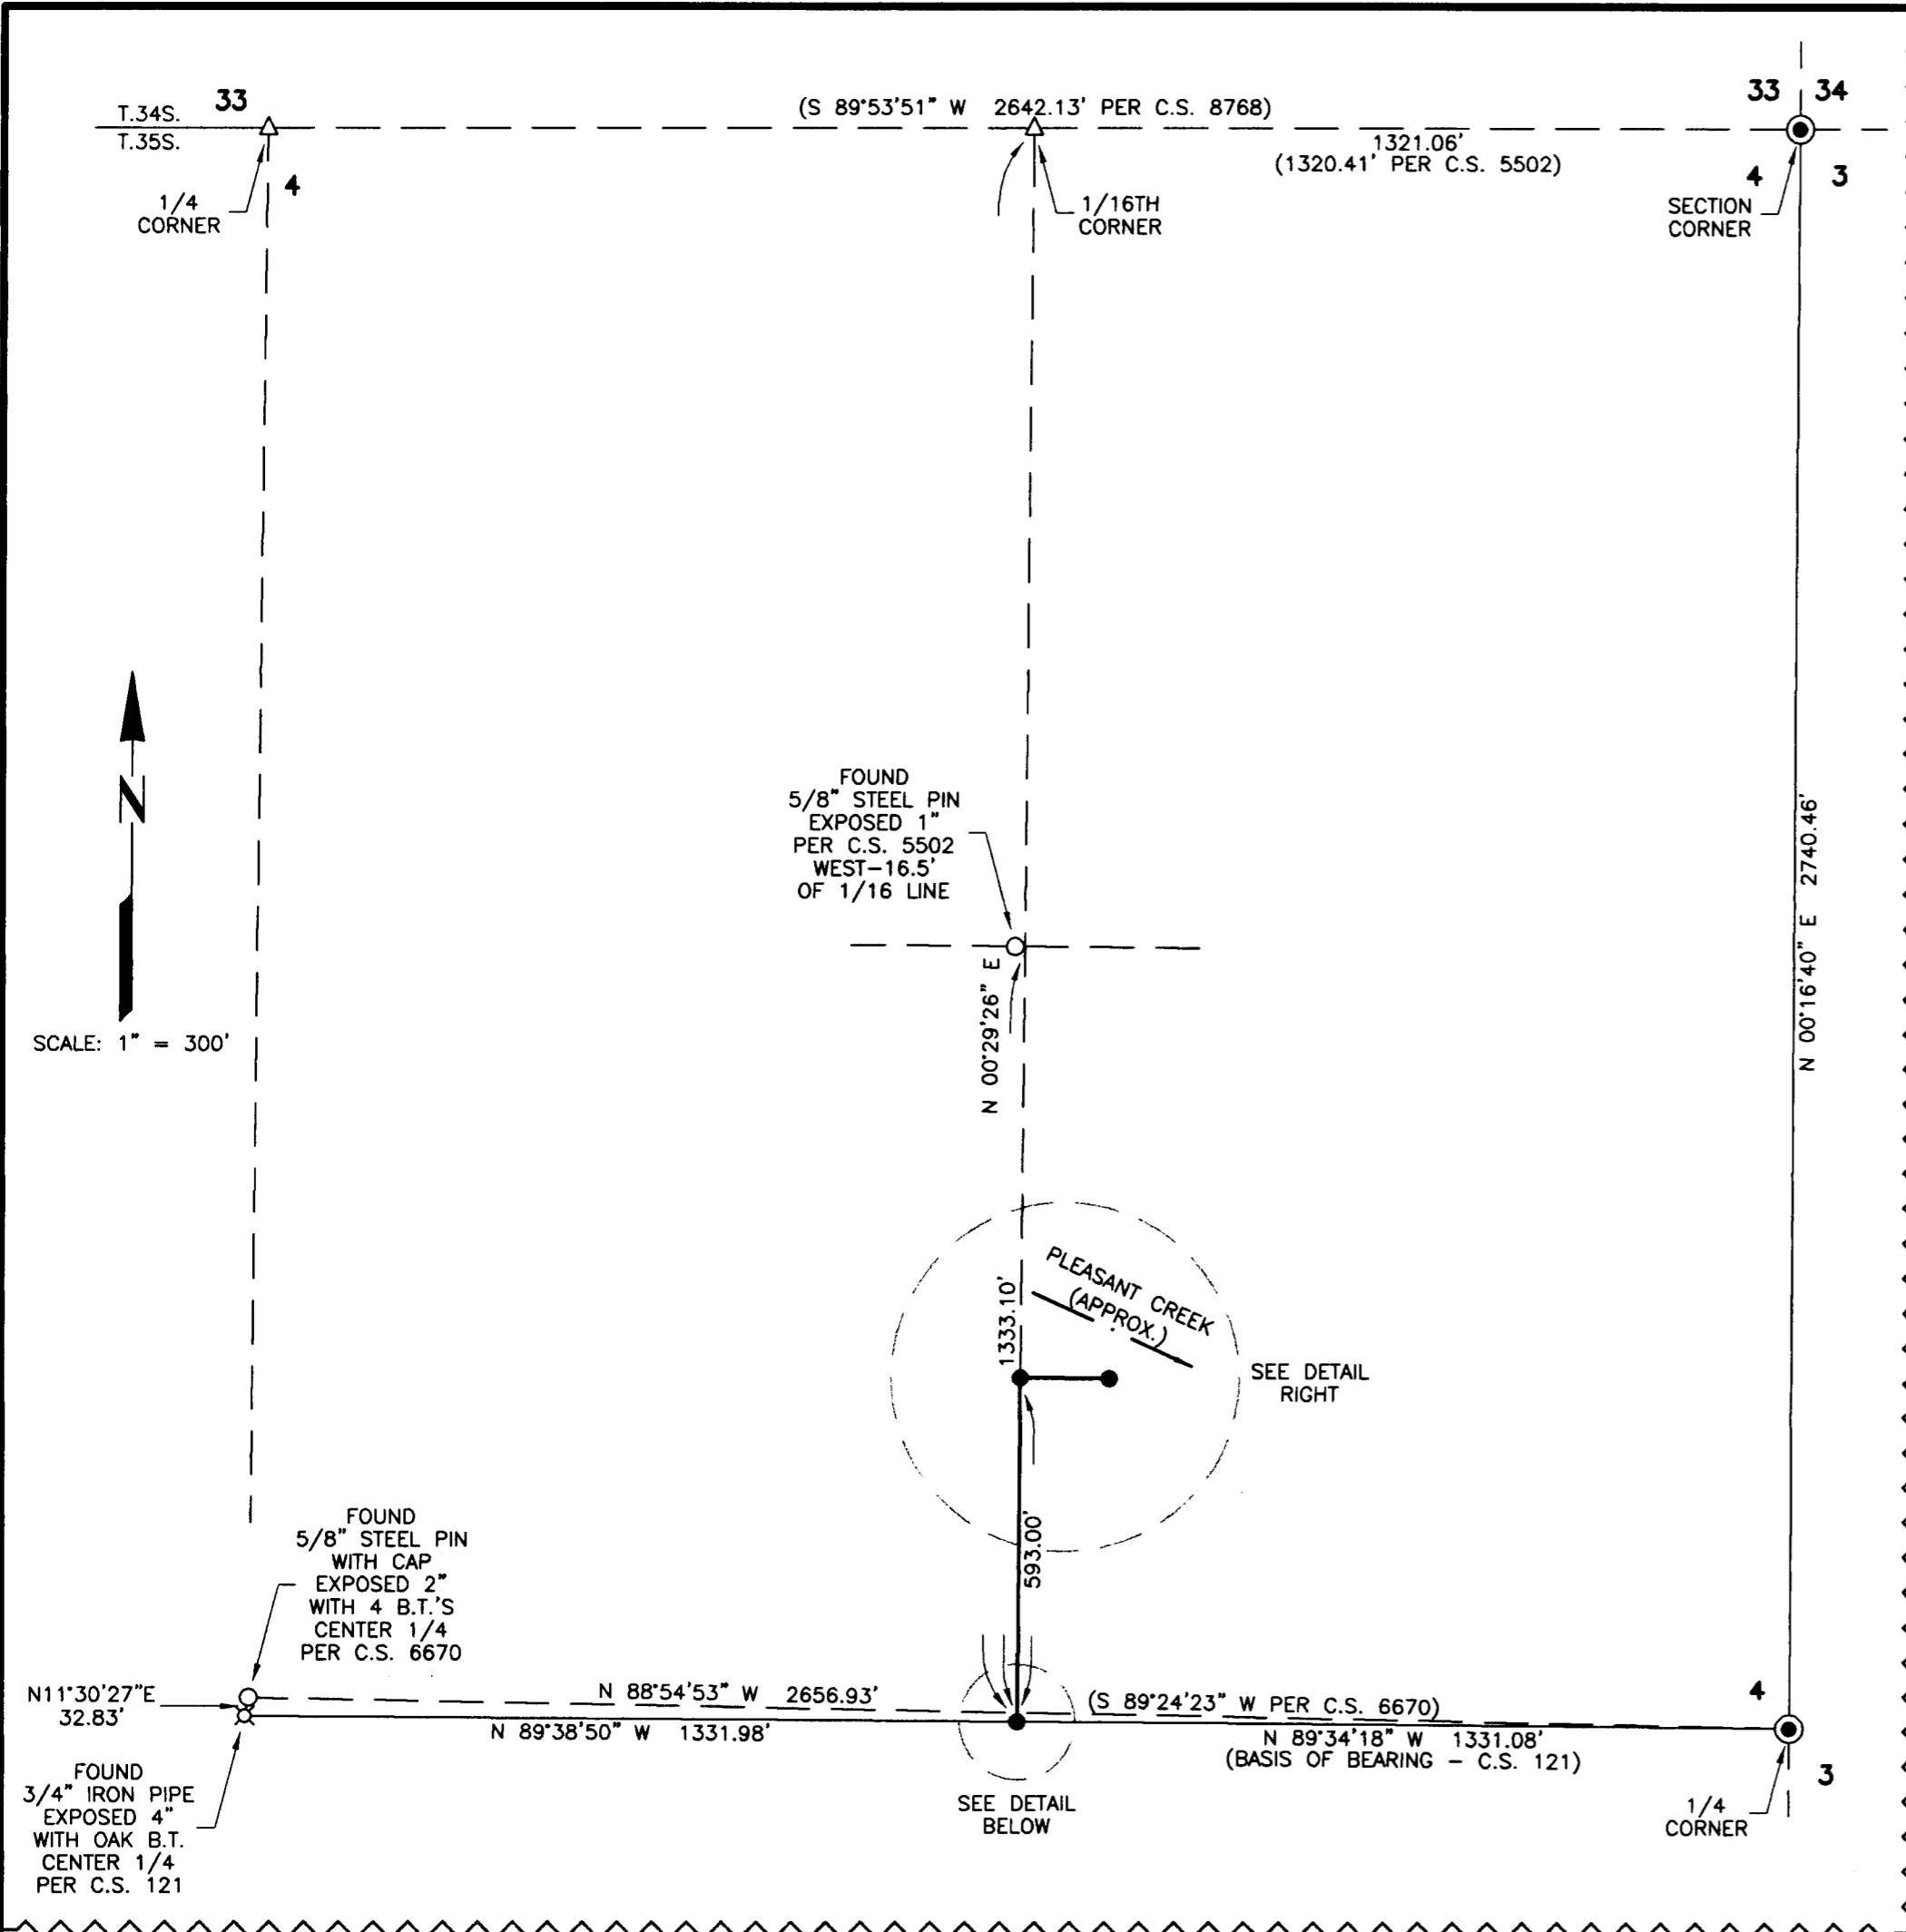 T.34S.
T.35S.
33
4
1/4
CORNER
(S 89°53'51" W 2642.13' PER C.S. 8768)
1321.06'
(1320.41' PER C.S. 5502)
1/16TH
CORNER
33 34
4 3
SECTION
CORNER
N
SCALE: 1" = 300'
FOUND
5/8" STEEL PIN
EXPOSED 1"
PER C.S. 5502
WEST-16.5'
OF 1/16 LINE
N 00°29'26" E
N 00°16'40" E 2740.46'
PLEASANT CREEK
(APPROX.)
1333.10'
SEE DETAIL
RIGHT
593.00'
FOUND
5/8" STEEL PIN
WITH CAP
EXPOSED 2"
WITH 4 B.T.'S
CENTER 1/4
PER C.S. 6670
N11°30'27"E
32.83'
N 88°54'53" W 2656.93'
(S 89°24'23" W PER C.S. 6670)
N 89°38'50" W 1331.98'
N 89°34'18" W 1331.08'
(BASIS OF BEARING - C.S. 121)
4
3
FOUND
3/4" IRON PIPE
EXPOSED 4"
WITH OAK B.T.
CENTER 1/4
PER C.S. 121
SEE DETAIL
BELOW
1/4
CORNER